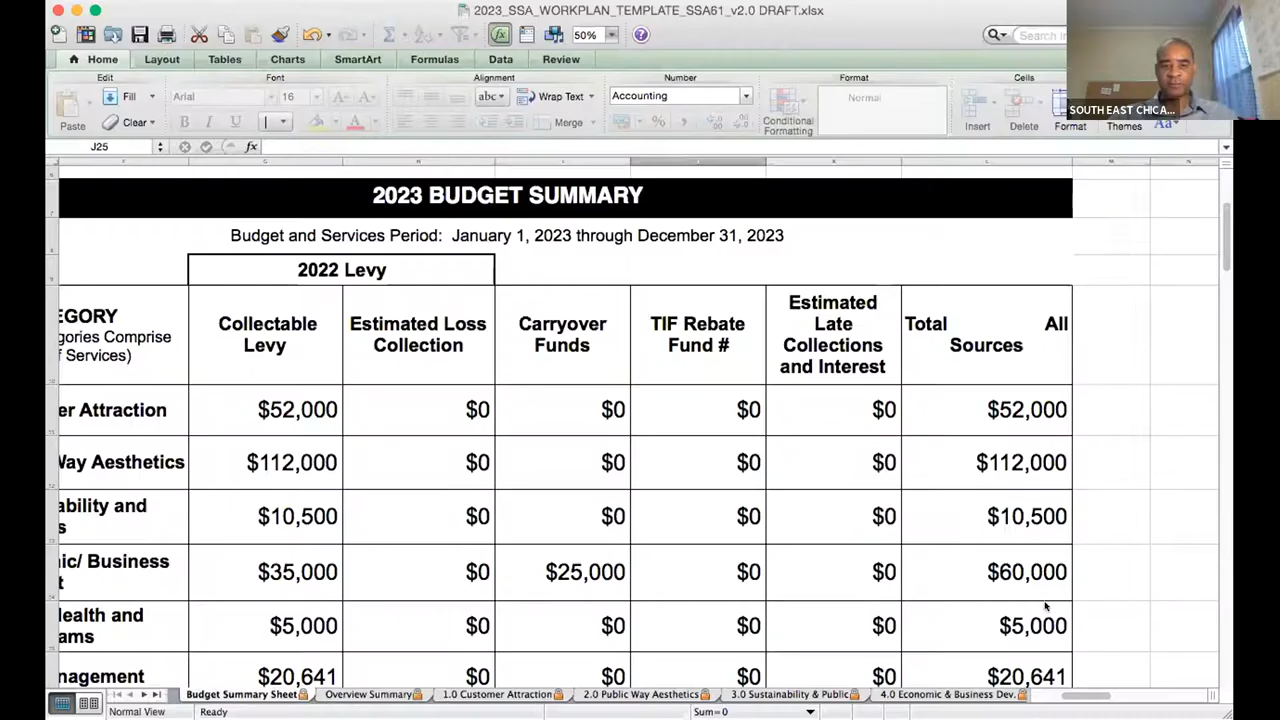 2023_SSA_WORKPLAN_TEMPLATE_SSA61_v2.0 DRAFT.xlsx
50%
Search in
Home Layout Tables Charts SmartArt Formulas Data Review
Edit Font Alignment Number Format Cells
Fill Arial 16 A A abc Wrap Text Accounting Normal
Paste Clear B I U A Merge % Conditional Formatting Insert Delete Format Themes Aa
SOUTH EAST CHICA...
J25 fx
2023 BUDGET SUMMARY
Budget and Services Period: January 1, 2023 through December 31, 2023
2022 Levy
EGORY
gories Comprise
f Services)
Collectable
Levy
Estimated Loss
Collection
Carryover
Funds
TIF Rebate
Fund #
Estimated
Late
Collections
and Interest
Total All
Sources
er Attraction $52,000 $0 $0 $0 $0 $52,000
Way Aesthetics $112,000 $0 $0 $0 $0 $112,000
ability and
s $10,500 $0 $0 $0 $0 $10,500
ic/ Business
t $35,000 $0 $25,000 $0 $0 $60,000
Health and
ams $5,000 $0 $0 $0 $0 $5,000
nagement $20,641 $0 $0 $0 $0 $20,641
Budget Summary Sheet Overview Summary 1.0 Customer Attraction 2.0 Public Way Aesthetics 3.0 Sustainability & Public 4.0 Economic & Business Dev.
Normal View Ready Sum=0